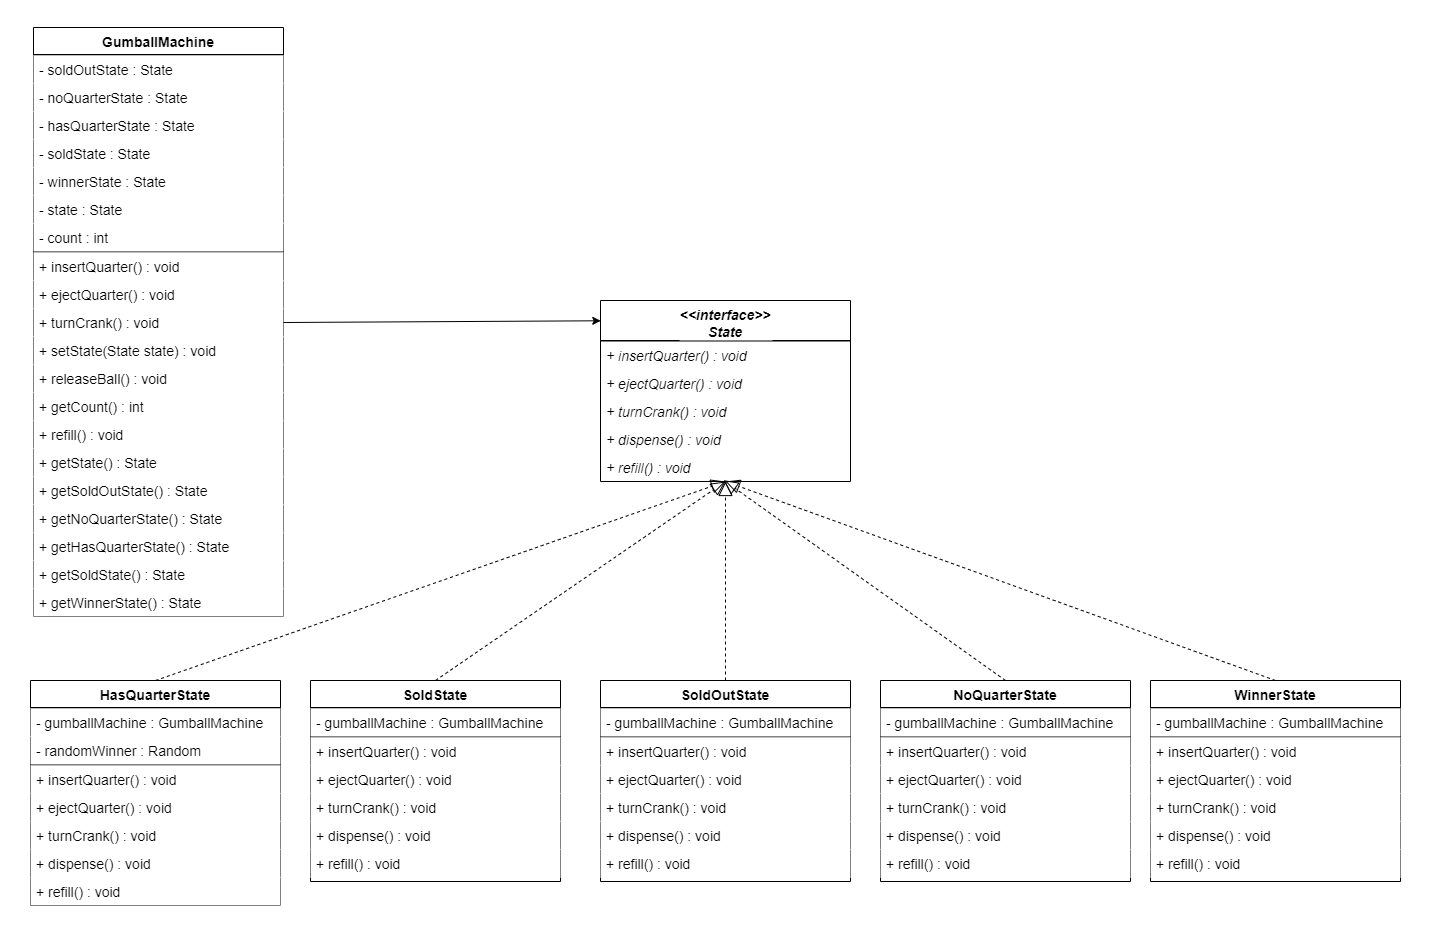 GumballMachine
- soldOutState : State
- noQuarterState : State
- hasQuarterState : State
- soldState : State
- winnerState : State
- state : State
- count : int
+ insertQuarter() : void
+ ejectQuarter() : void
+ turnCrank() : void
+ setState(State state) : void
+ releaseBall() : void
+ getCount() : int
+ refill() : void
+ getState() : State
+ getSoldOutState() : State
+ getNoQuarterState() : State
+ getHasQuarterState() : State
+ getSoldState() : State
+ getWinnerState() : State
<<interface>>
State
+ insertQuarter() : void
+ ejectQuarter() : void
+ turnCrank() : void
+ dispense() : void
+ refill() : void
HasQuarterState
- gumballMachine : GumballMachine
- randomWinner : Random
+ insertQuarter() : void
+ ejectQuarter() : void
+ turnCrank() : void
+ dispense() : void
+ refill() : void
SoldState
- gumballMachine : GumballMachine
+ insertQuarter() : void
+ ejectQuarter() : void
+ turnCrank() : void
+ dispense() : void
+ refill() : void
SoldOutState
- gumballMachine : GumballMachine
+ insertQuarter() : void
+ ejectQuarter() : void
+ turnCrank() : void
+ dispense() : void
+ refill() : void
NoQuarterState
- gumballMachine : GumballMachine
+ insertQuarter() : void
+ ejectQuarter() : void
+ turnCrank() : void
+ dispense() : void
+ refill() : void
WinnerState
- gumballMachine : GumballMachine
+ insertQuarter() : void
+ ejectQuarter() : void
+ turnCrank() : void
+ dispense() : void
+ refill() : void